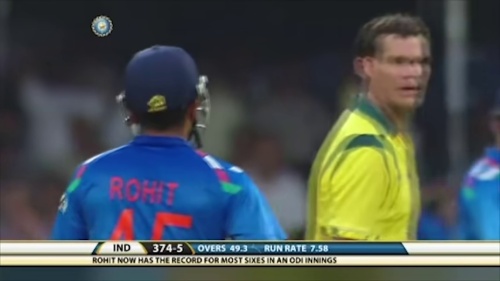 ROHIT
45
IND 374-5 OVERS 49.3 RUN RATE 7.58
ROHIT NOW HAS THE RECORD FOR MOST SIXES IN AN ODI INNINGS